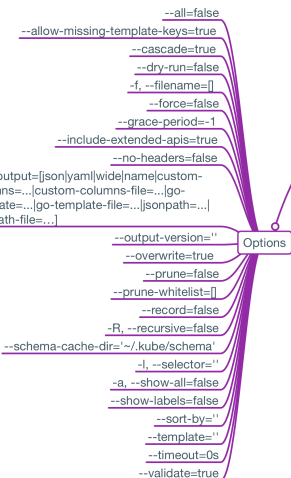 --all=false
--allow-missing-template-keys=true
--cascade=true
--dry-run=false
-f, --filename=[]
--force=false
--grace-period=-1
--include-extended-apis=true
--no-headers=false
output=[json|yaml|wide|name|custom-
ns=...|custom-columns-file=...|go-
ate=...|go-template-file=...|jsonpath=...|
ath-file=...]
--output-version=''
--overwrite=true
--prune=false
--prune-whitelist=[]
--record=false
-R, --recursive=false
--schema-cache-dir='~/.kube/schema'
-l, --selector=''
-a, --show-all=false
--show-labels=false
--sort-by=''
--template=''
--timeout=0s
--validate=true
Options